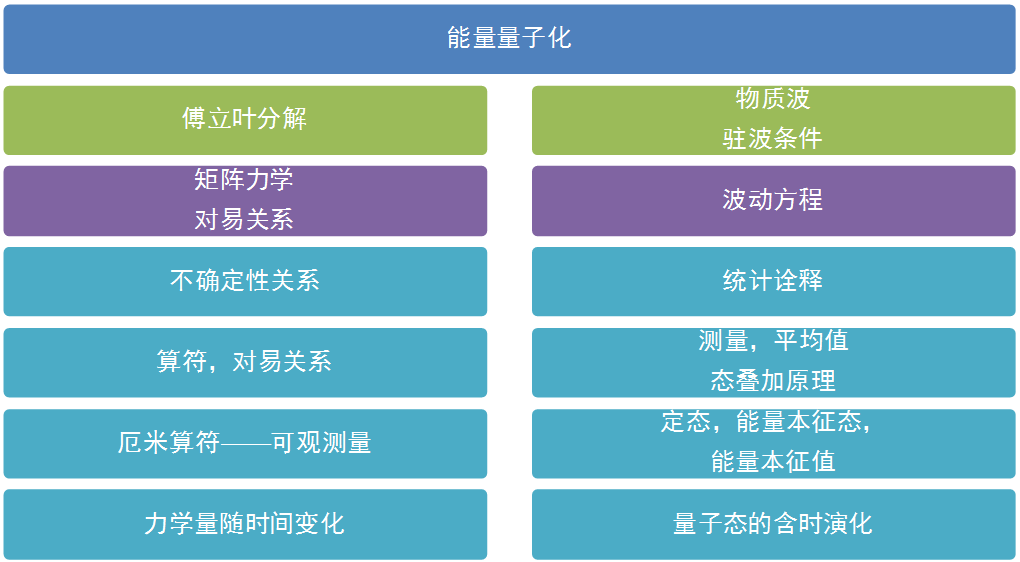 能量量子化
傅立叶分解
物质波
驻波条件
矩阵力学
对易关系
波动方程
不确定性关系
统计诠释
算符，对易关系
测量，平均值
态叠加原理
厄米算符——可观测量
定态，能量本征态，
能量本征值
力学量随时间变化
量子态的含时演化